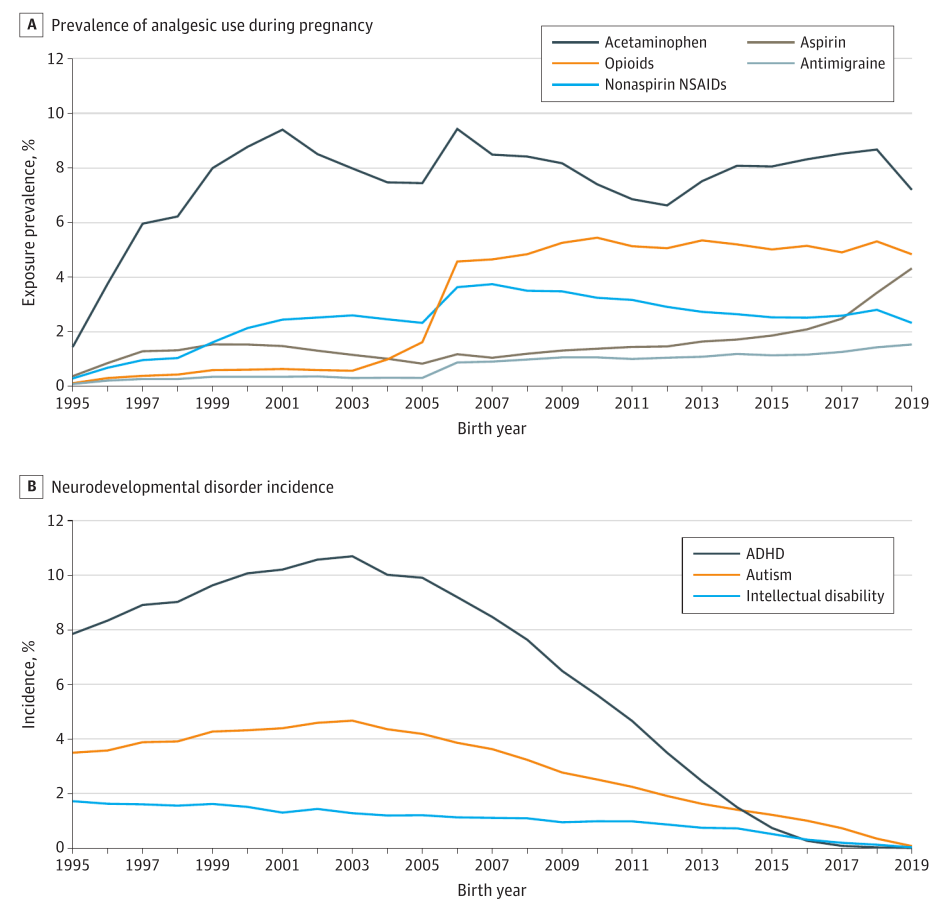 A Prevalence of analgesic use during pregnancy
Acetaminophen
Opioids
Nonaspirin NSAIDs
Aspirin
Antimigraine
Exposure prevalence, %
12
10
8
6
4
2
0
1995 1997 1999 2001 2003 2005 2007 2009 2011 2013 2015 2017 2019
Birth year
B Neurodevelopmental disorder incidence
ADHD
Autism
Intellectual disability
Incidence, %
12
10
8
6
4
2
0
1995 1997 1999 2001 2003 2005 2007 2009 2011 2013 2015 2017 2019
Birth year